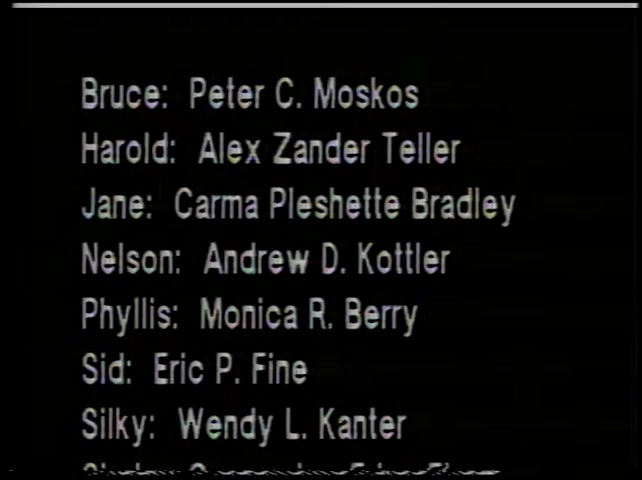 Bruce: Peter C. Moskos
Harold: Alex Zander Teller
Jane: Carma Pleshette Bradley
Nelson: Andrew D. Kottler
Phyllis: Monica R. Berry
Sid: Eric P. Fine
Silky: Wendy L. Kanter